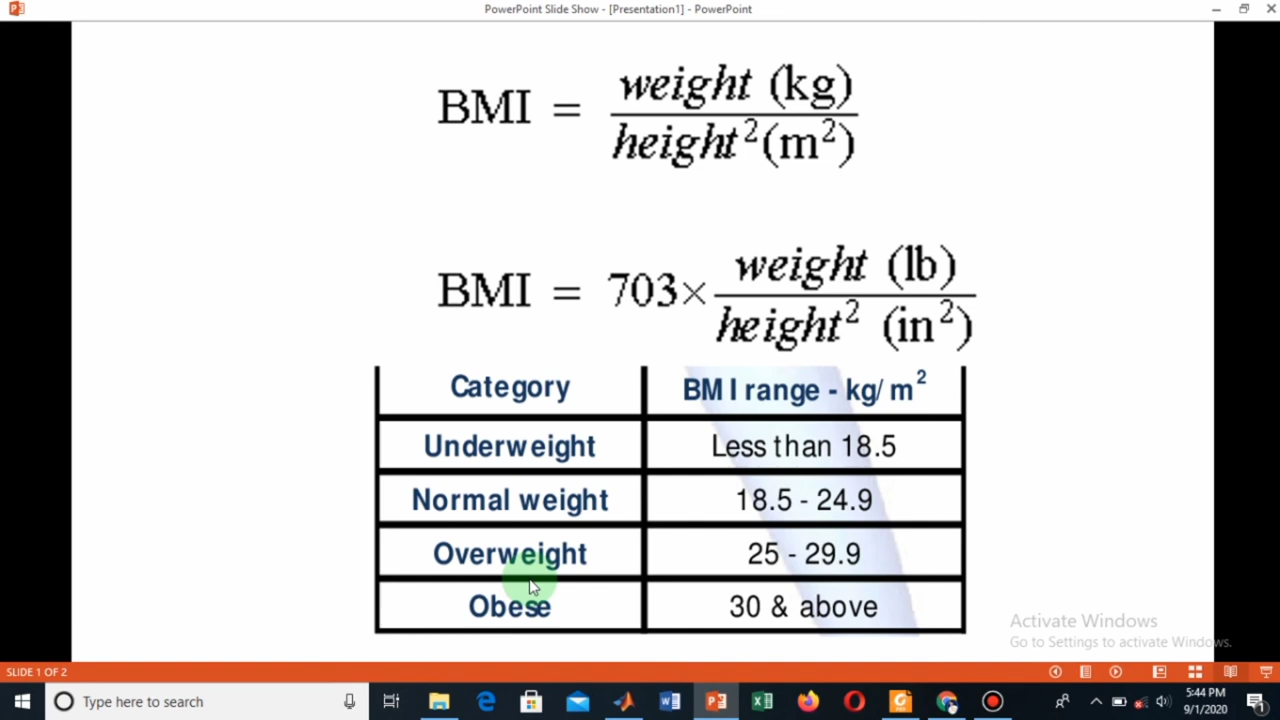 PowerPoint Slide Show - [Presentation1] - PowerPoint
BMI = weight (kg) / height² (m²)
BMI = 703 × weight (lb) / height² (in²)
Category BMI range - kg/m²
Underweight Less than 18.5
Normal weight 18.5 - 24.9
Overweight 25 - 29.9
Obese 30 & above
Activate Windows
Go to Settings to activate Windows.
SLIDE 1 OF 2
Type here to search
5:44 PM
9/1/2020
1